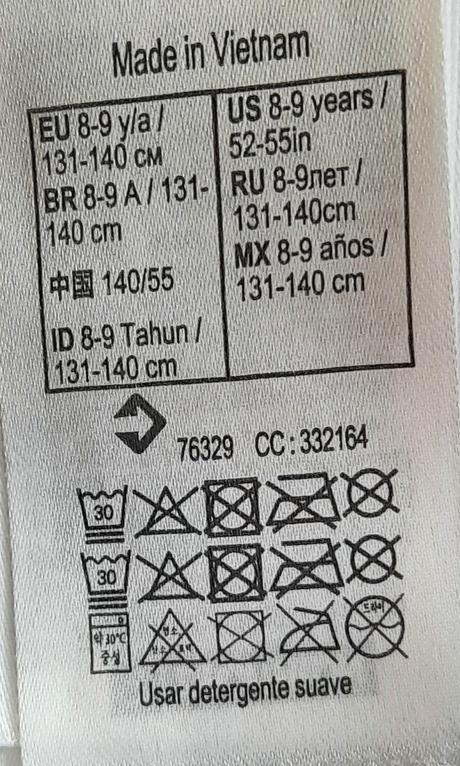 Made in Vietnam
EU 8-9 y/a /
131-140 см
BR 8-9 A / 131-
140 cm
中國 140/55
ID 8-9 Tahun /
131-140 cm
US 8-9 years /
52-55in
RU 8-9лет /
131-140cm
MX 8-9 años /
131-140 cm
76329 CC:332164
30
30
약 30℃
중성
Usar detergente suave